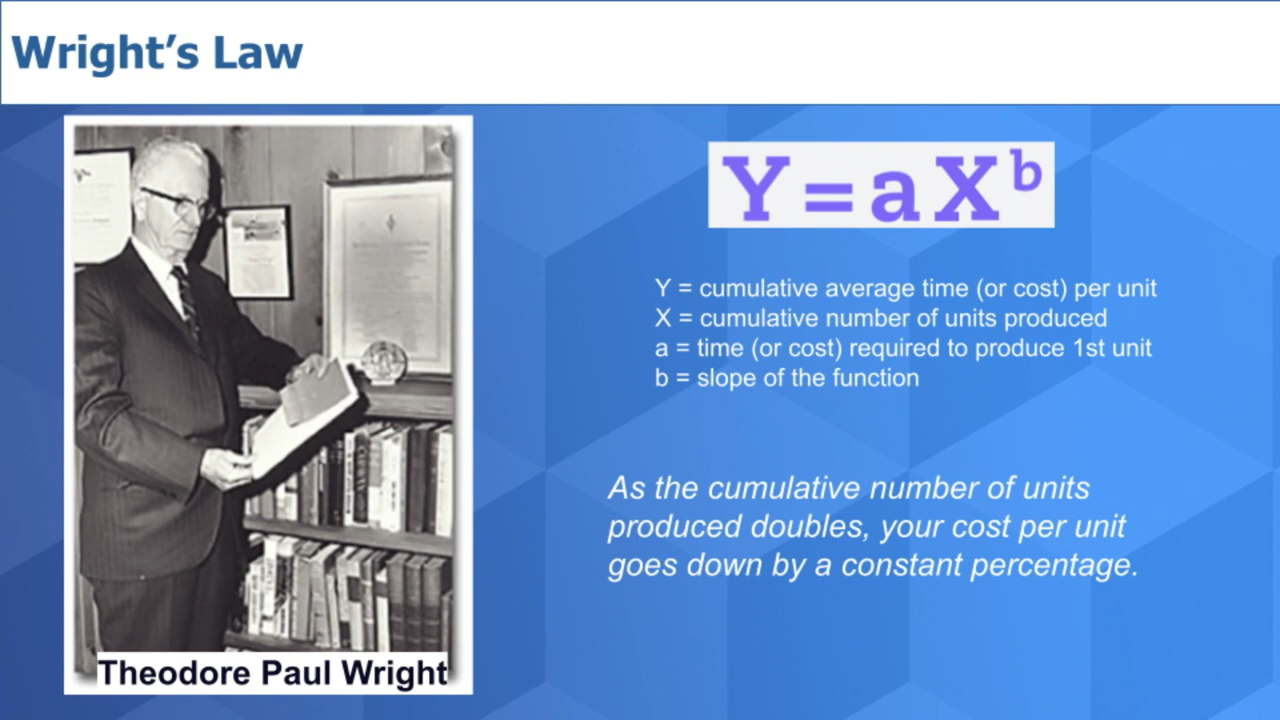 Wright's Law
Y=aX^b
Y = cumulative average time (or cost) per unit
X = cumulative number of units produced
a = time (or cost) required to produce 1st unit
b = slope of the function
As the cumulative number of units
produced doubles, your cost per unit
goes down by a constant percentage.
Theodore Paul Wright